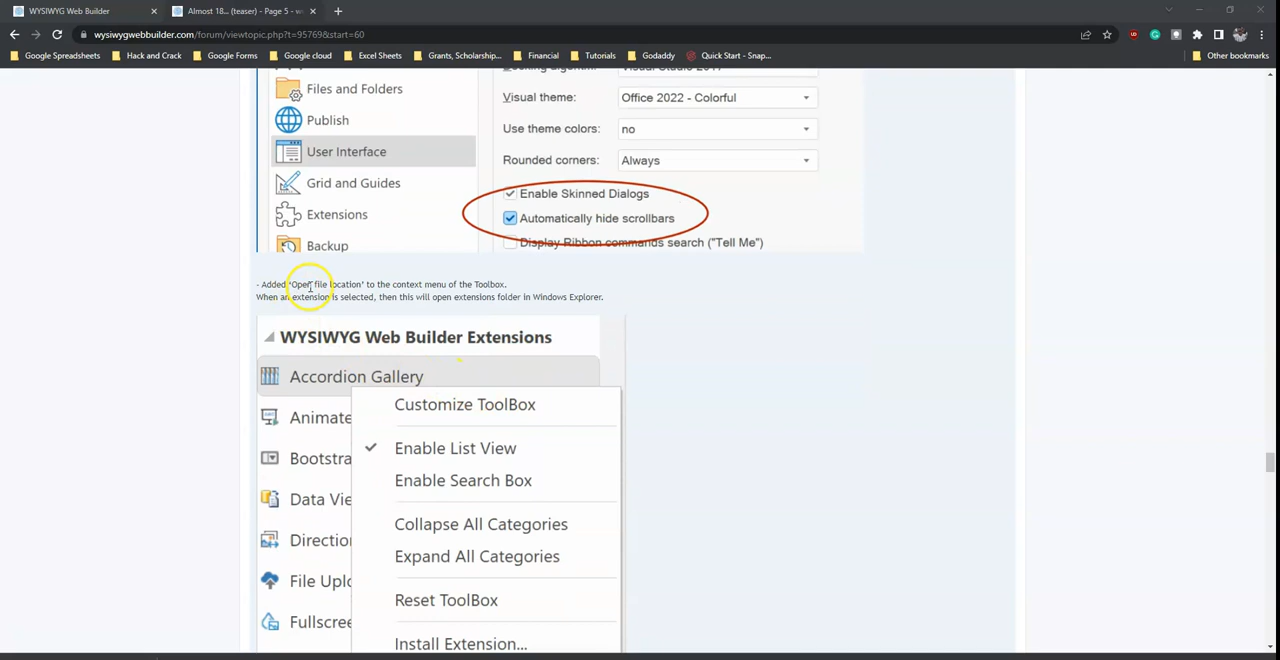 WYSIWYG Web Builder
Almost 18... (teaser) - Page 5 - w
wysiwygwebbuilder.com/forum/viewtopic.php?t=95769&start=60
Google Spreadsheets
Hack and Crack
Google Forms
Google cloud
Excel Sheets
Grants, Scholarship...
Financial
Tutorials
Godaddy
Quick Start - Snap...
Other bookmarks
Files and Folders
Visual theme:
Office 2022 - Colorful
Publish
Use theme colors:
no
User Interface
Rounded corners:
Always
Grid and Guides
Enable Skinned Dialogs
Extensions
Automatically hide scrollbars
Backup
Display Ribbon commands search ("Tell Me")
- Added 'Open file location' to the context menu of the Toolbox.
When an extension is selected, then this will open extensions folder in Windows Explorer.
WYSIWYG Web Builder Extensions
Accordion Gallery
Customize ToolBox
Animate
Enable List View
Bootstra
Enable Search Box
Data Vie
Collapse All Categories
Directio
Expand All Categories
File Uplo
Reset ToolBox
Fullscree
Install Extension...